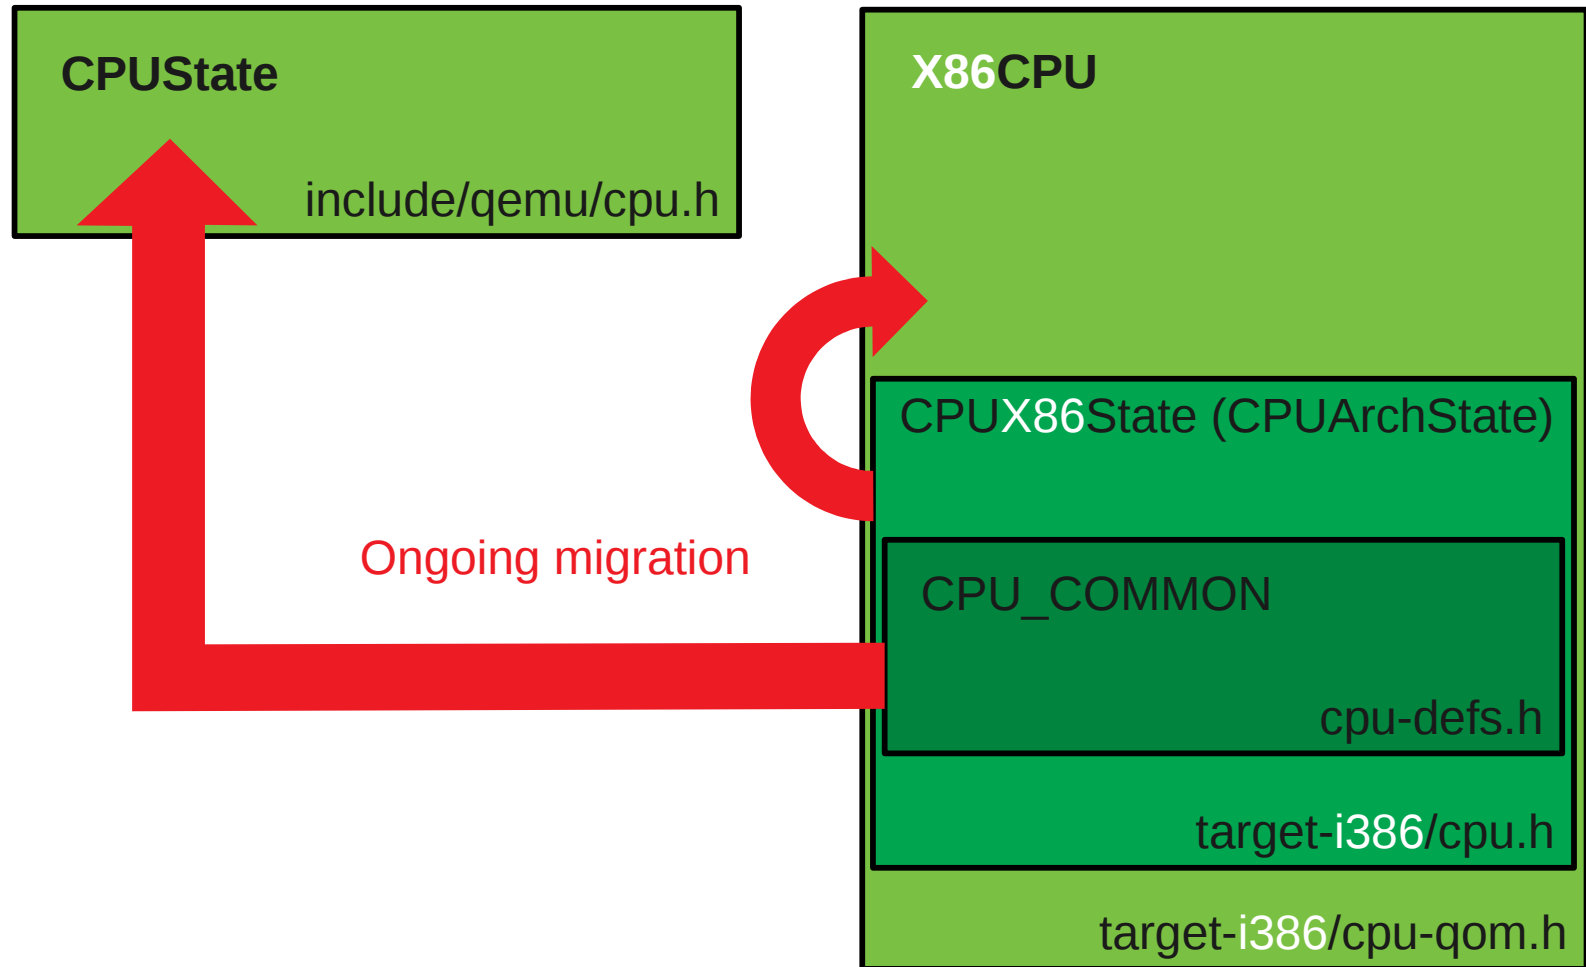 CPUState
include/qemu/cpu.h
X86CPU
CPUX86State (CPUArchState)
Ongoing migration
CPU_COMMON
cpu-defs.h
target-i386/cpu.h
target-i386/cpu-qom.h